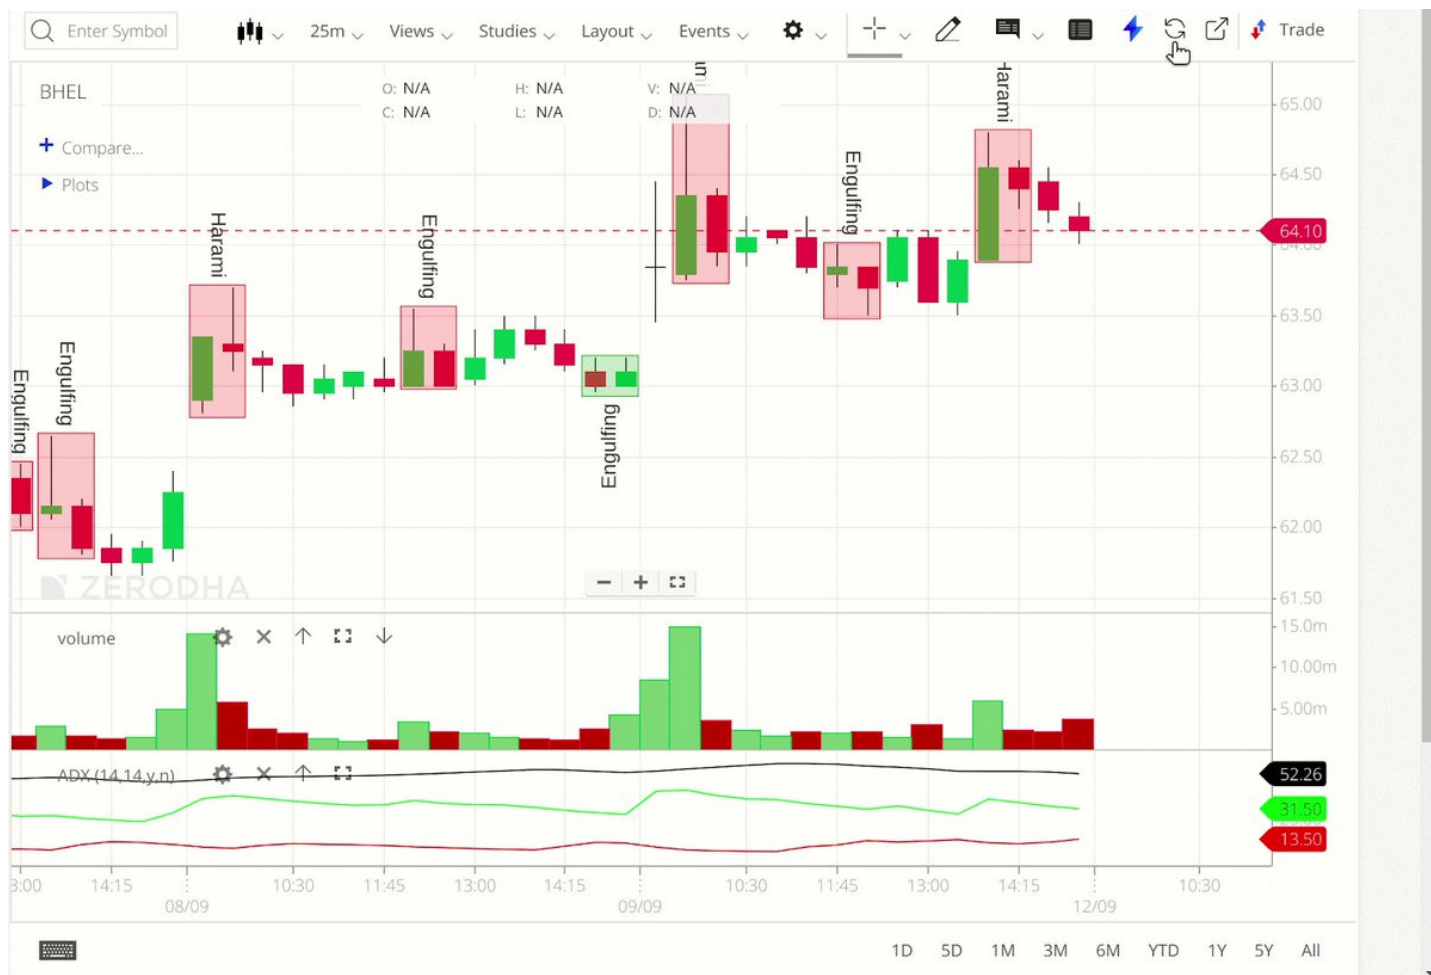 Enter Symbol 25m Views Studies Layout Events Trade
BHEL
O: N/A H: N/A V: N/A
C: N/A L: N/A D: N/A
Compare...
Plots
Engulfing
Engulfing
Harami
Engulfing
Engulfing
Engulfing
Harami
65.00
64.50
64.10
63.50
63.00
62.50
62.00
61.50
ZERODHA
volume
15.0m
10.00m
5.00m
ADX (14,14,y,n)
52.26
31.50
13.50
3:00 14:15 10:30 11:45 13:00 14:15 10:30 11:45 13:00 14:15 10:30
08/09 09/09 12/09
1D 5D 1M 3M 6M YTD 1Y 5Y All